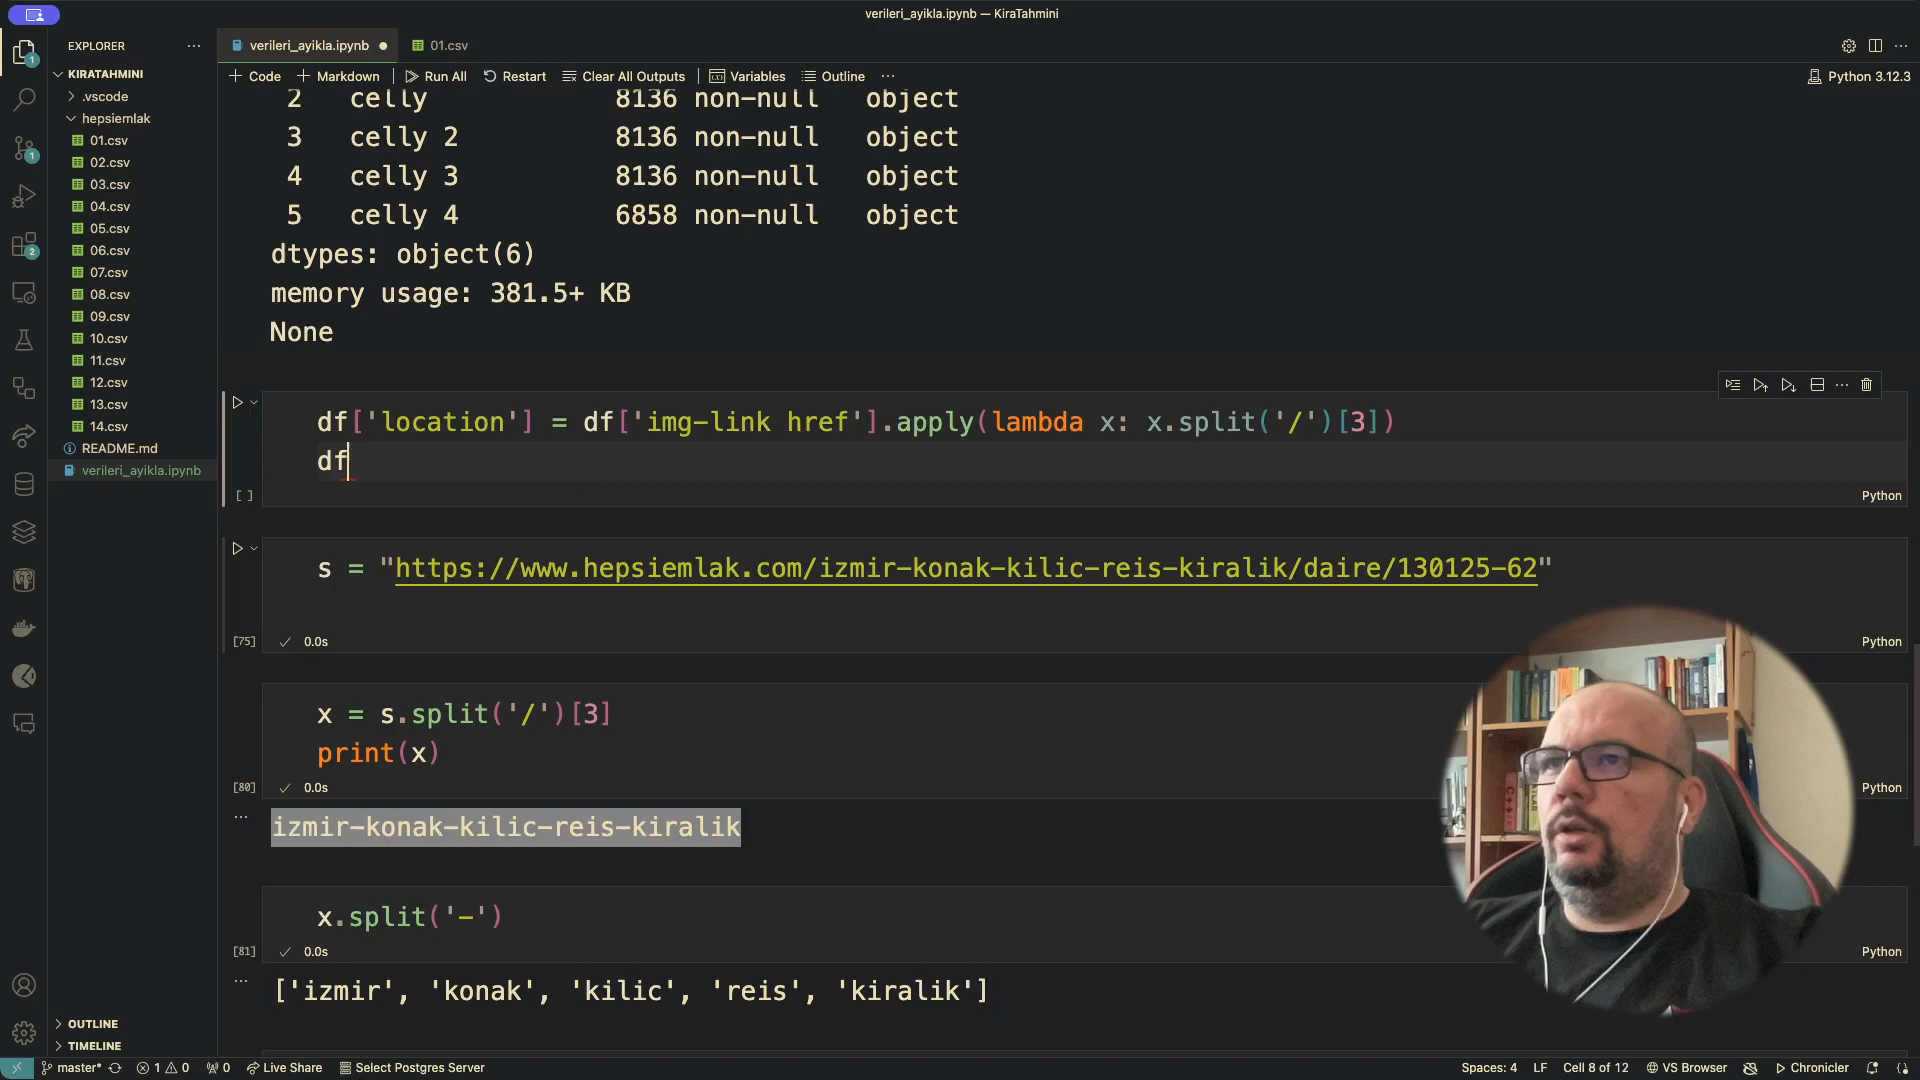 verileri_ayikla.ipynb — KiraTahmini
EXPLORER
verileri_ayikla.ipynb
01.csv
KIRATAHMINI
Code
Markdown
Run All
Restart
Clear All Outputs
Variables
Outline
Python 3.12.3
.vscode
hepsiemlak
01.csv
02.csv
03.csv
04.csv
05.csv
06.csv
07.csv
08.csv
09.csv
10.csv
11.csv
12.csv
13.csv
14.csv
README.md
verileri_ayikla.ipynb
2 celly 8136 non-null object
3 celly 2 8136 non-null object
4 celly 3 8136 non-null object
5 celly 4 6858 non-null object
dtypes: object(6)
memory usage: 381.5+ KB
None
df['location'] = df['img-link href'].apply(lambda x: x.split('/')[3])
df
[ ]
Python
s = "https://www.hepsiemlak.com/izmir-konak-kilic-reis-kiralik/daire/130125-62"
[75]
0.0s
Python
x = s.split('/')[3]
print(x)
[80]
0.0s
Python
izmir-konak-kilic-reis-kiralik
x.split('-')
[81]
0.0s
Python
['izmir', 'konak', 'kilic', 'reis', 'kiralik']
OUTLINE
TIMELINE
1
1
2
master*
1
0
0
Live Share
Select Postgres Server
Spaces: 4
LF
Cell 8 of 12
VS Browser
Chronicler